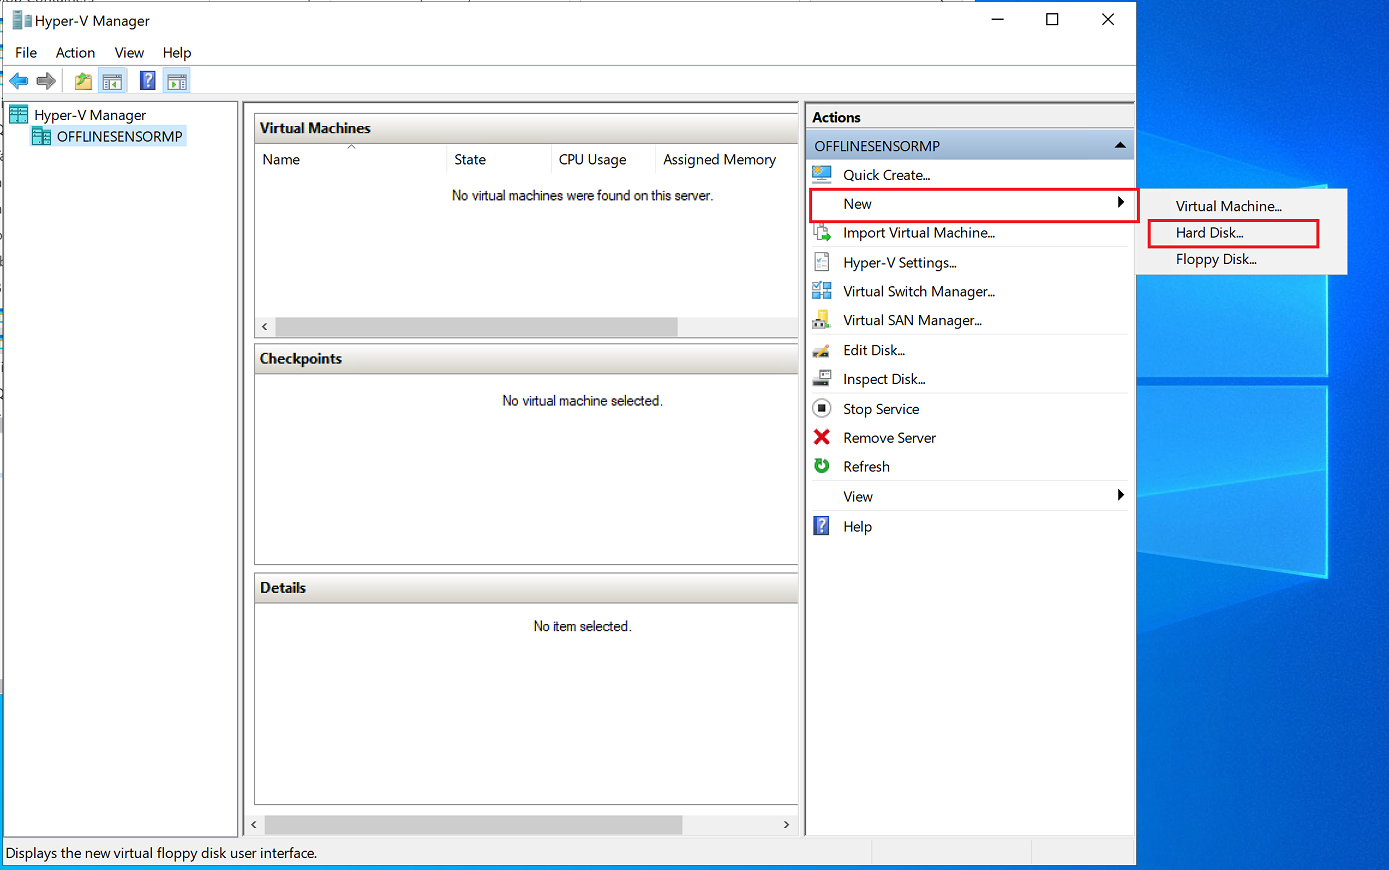 Hyper-V Manager
File Action View Help
Hyper-V Manager
OFFLINESENSORMP
Virtual Machines
Name State CPU Usage Assigned Memory
No virtual machines were found on this server.
Checkpoints
No virtual machine selected.
Details
No item selected.
Actions
OFFLINESENSORMP
Quick Create...
New
Import Virtual Machine...
Hyper-V Settings...
Virtual Switch Manager...
Virtual SAN Manager...
Edit Disk...
Inspect Disk...
Stop Service
Remove Server
Refresh
View
Help
Virtual Machine...
Hard Disk...
Floppy Disk...
Displays the new virtual floppy disk user interface.